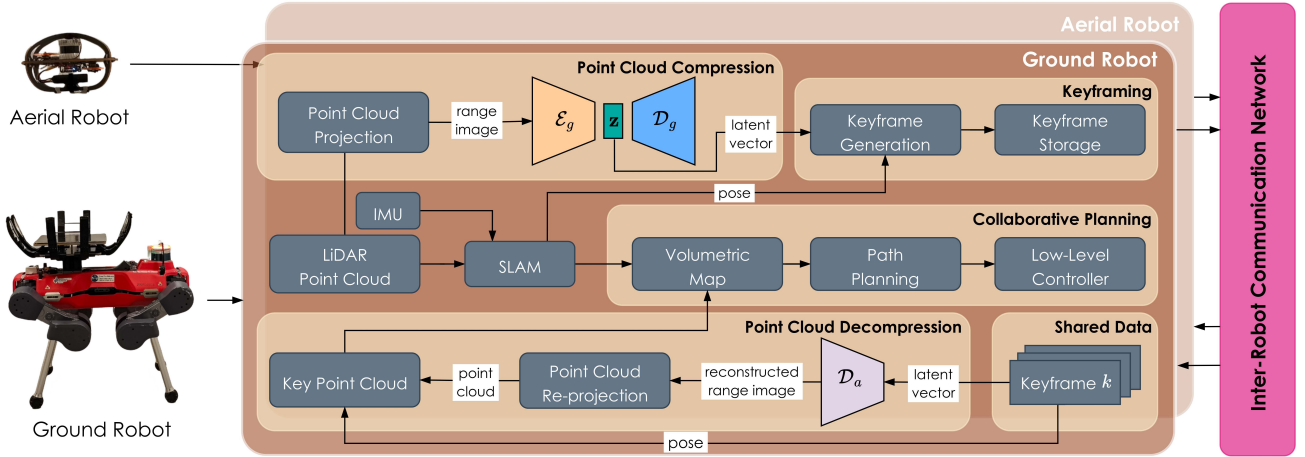 Aerial Robot
Ground Robot
Aerial Robot
Ground Robot
Point Cloud Compression
Point Cloud
Projection
range
image
ℰg
z
𝒟g
latent
vector
Keyframing
Keyframe
Generation
Keyframe
Storage
IMU
pose
LiDAR
Point Cloud
SLAM
Collaborative Planning
Volumetric
Map
Path
Planning
Low-Level
Controller
Point Cloud Decompression
Key Point Cloud
point
cloud
Point Cloud
Re-projection
reconstructed
range image
𝒟a
latent
vector
Shared Data
Keyframe k
pose
Inter-Robot Communication Network